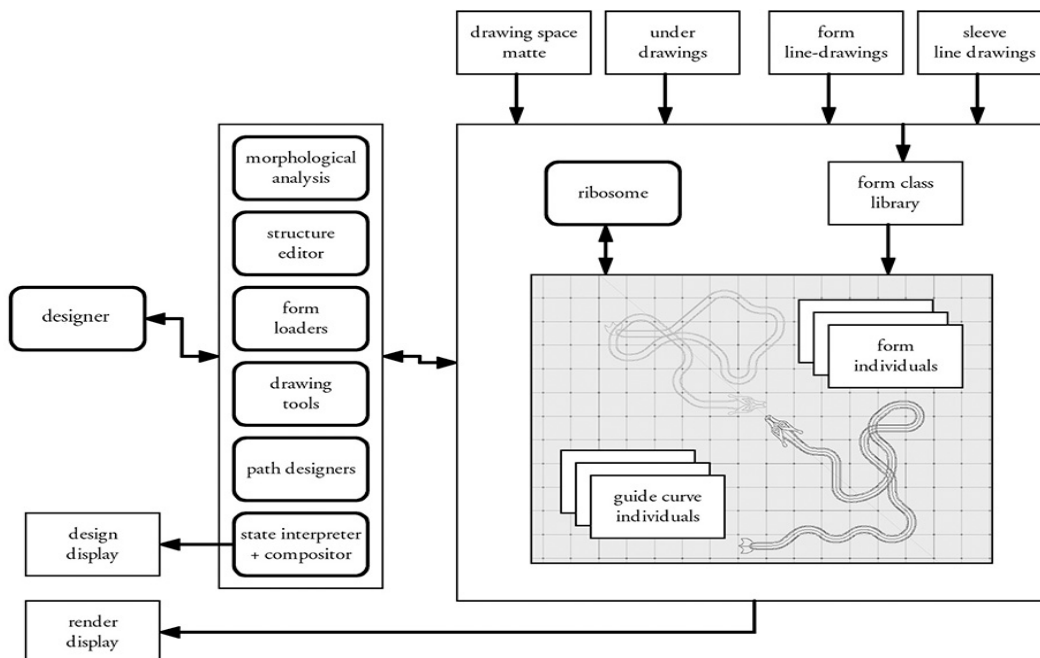 drawing space
matte
under
drawings
form
line-drawings
sleeve
line drawings
morphological
analysis
structure
editor
form
loaders
drawing
tools
path designers
state interpreter
+ compositor
designer
design
display
render
display
ribosome
form class
library
form
individuals
guide curve
individuals